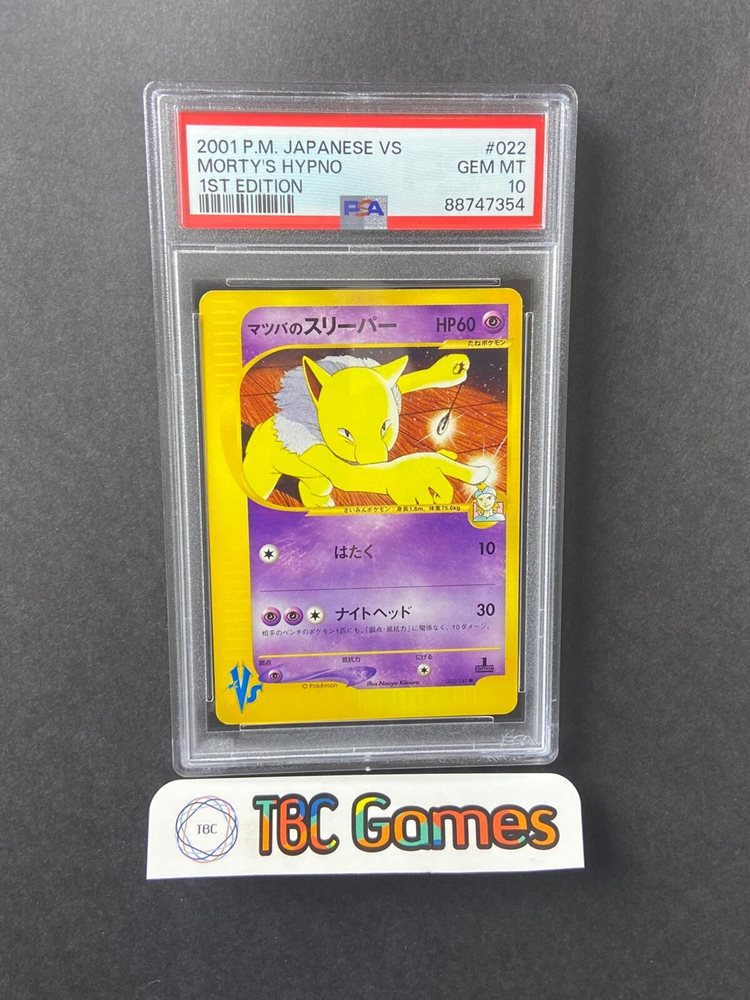 2001 P.M. JAPANESE VS #022
MORTY'S HYPNO GEM MT
1ST EDITION 10
PSA 88747354
マツバのスリーパー HP60
たねポケモン
さいみんポケモン：身長1.6m、体重75.6kg
はたく 10
ナイトヘッド 30
相手のベンチのポケモン1匹にも、「弱点・抵抗力」に関係なく、10ダメージ。
弱点 抵抗力 にげる
1
EDITION
VS
© Pokémon Illus. Naoyo Kimura 022/141
TBC
TBC Games